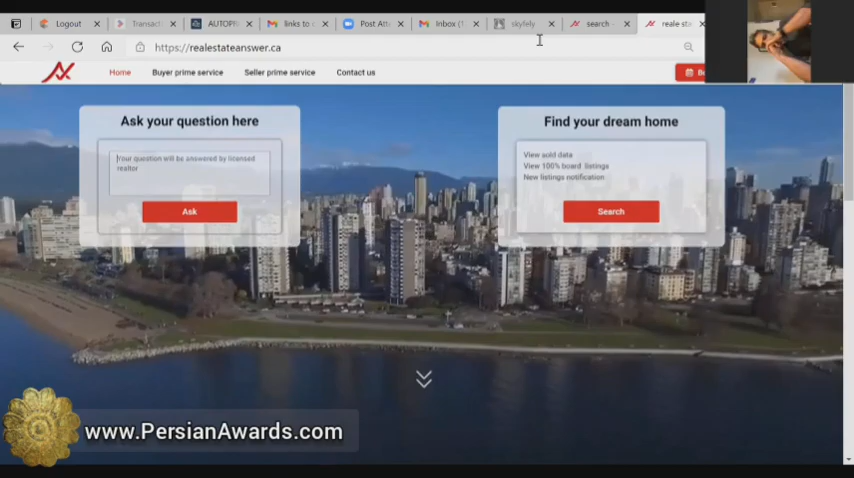 Logout
Transact
AUTOPI
links to
Post Att
Inbox (1
skyfely
search -
reale sta
https://realestateanswer.ca
Home
Buyer prime service
Seller prime service
Contact us
Ask your question here
Your question will be answered by licensed
realtor
Ask
Find your dream home
View sold data
View 100% board listings
New listings notification
Search
www.PersianAwards.com